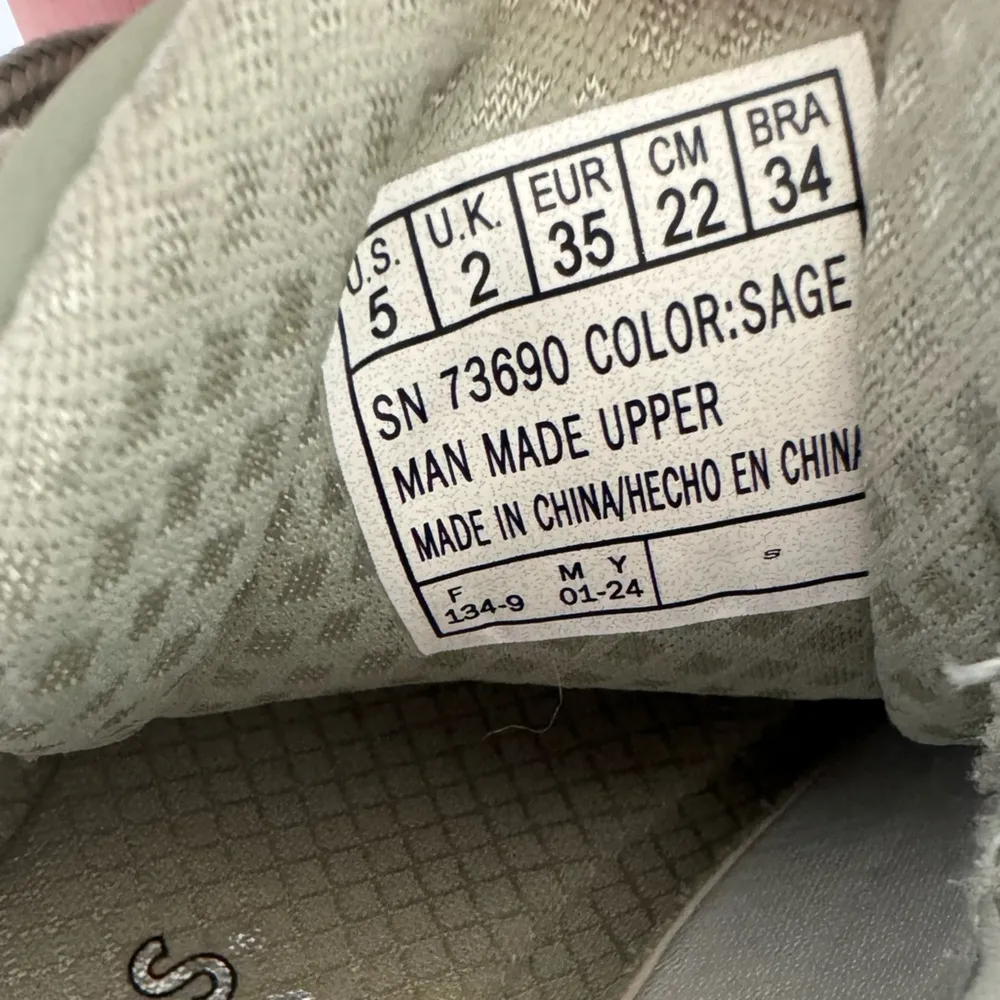 U.S. U.K. EUR CM BRA
5 2 35 22 34
SN 73690 COLOR:SAGE
MAN MADE UPPER
MADE IN CHINA/HECHO EN CHINA
F M Y S
134-9 01-24
S